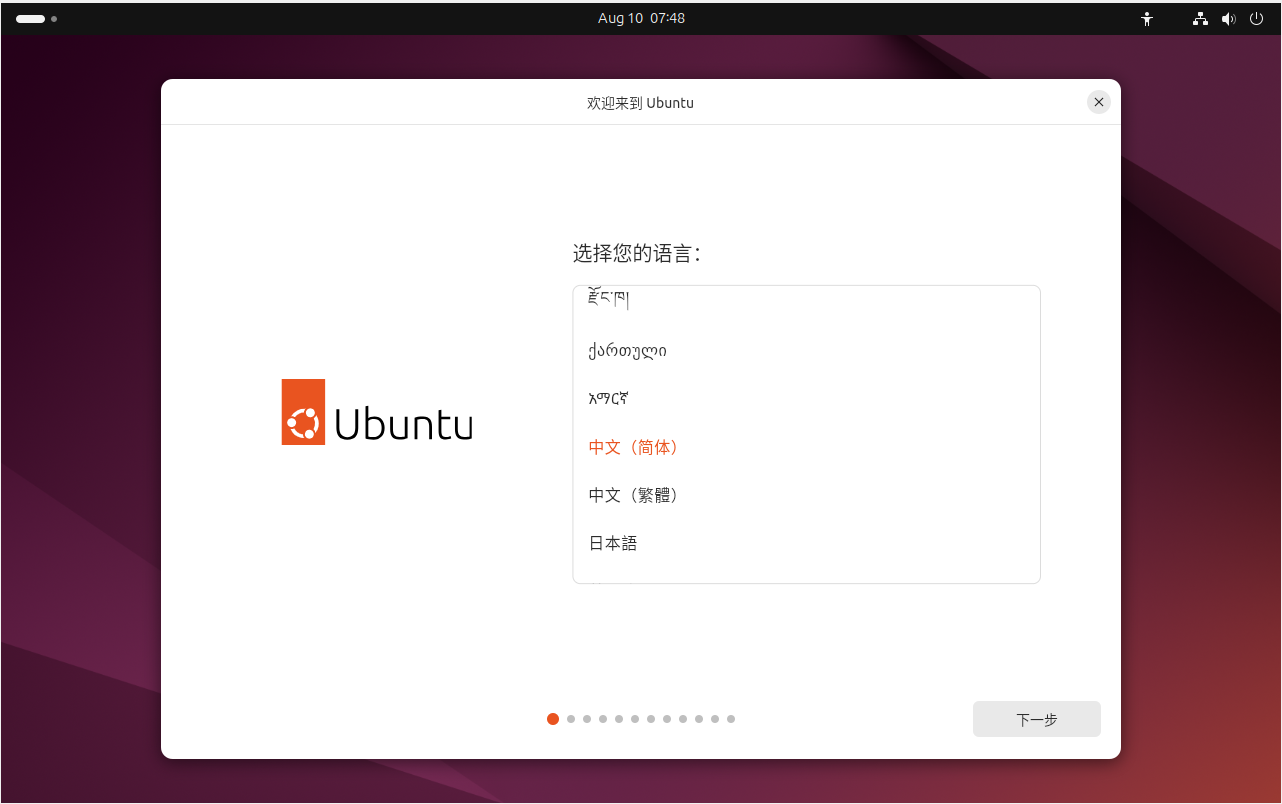 Aug 10 07:48
欢迎来到 Ubuntu
选择您的语言：
རྫོང་ཁ།
ქართული
አማርኛ
中文（简体）
中文（繁體）
日本語
Ubuntu
下一步